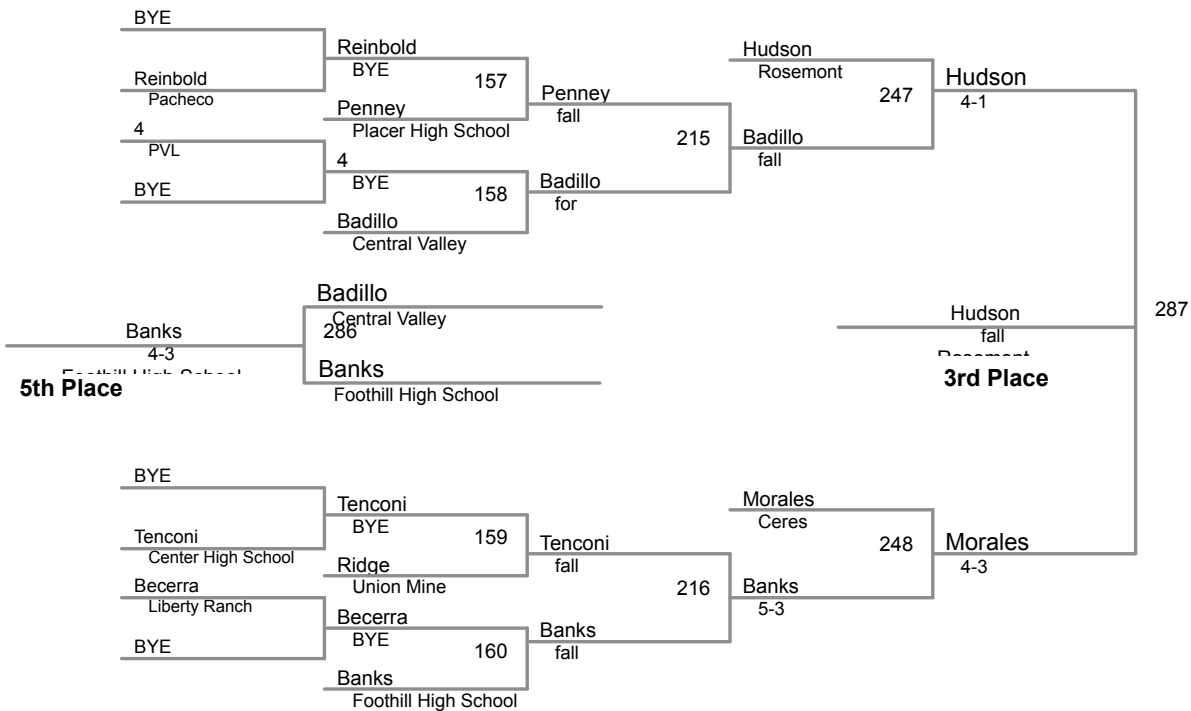 BYE
Reinbold
Pacheco
4
PVL
BYE
Reinbold
BYE
157
Penney
Placer High School
4
BYE
158
Badillo
Central Valley
Penney
fall
215
Badillo
for
Hudson
Rosemont
247
Badillo
fall
Hudson
4-1
287
Hudson
fall
Rosemont
3rd Place
Badillo
Central Valley
286
Banks
4-3
Foothill High School
5th Place
Banks
Foothill High School
BYE
Tenconi
Center High School
Becerra
Liberty Ranch
BYE
Tenconi
BYE
159
Ridge
Union Mine
Becerra
BYE
160
Banks
Foothill High School
Tenconi
fall
216
Banks
fall
Morales
Ceres
248
Banks
5-3
Morales
4-3